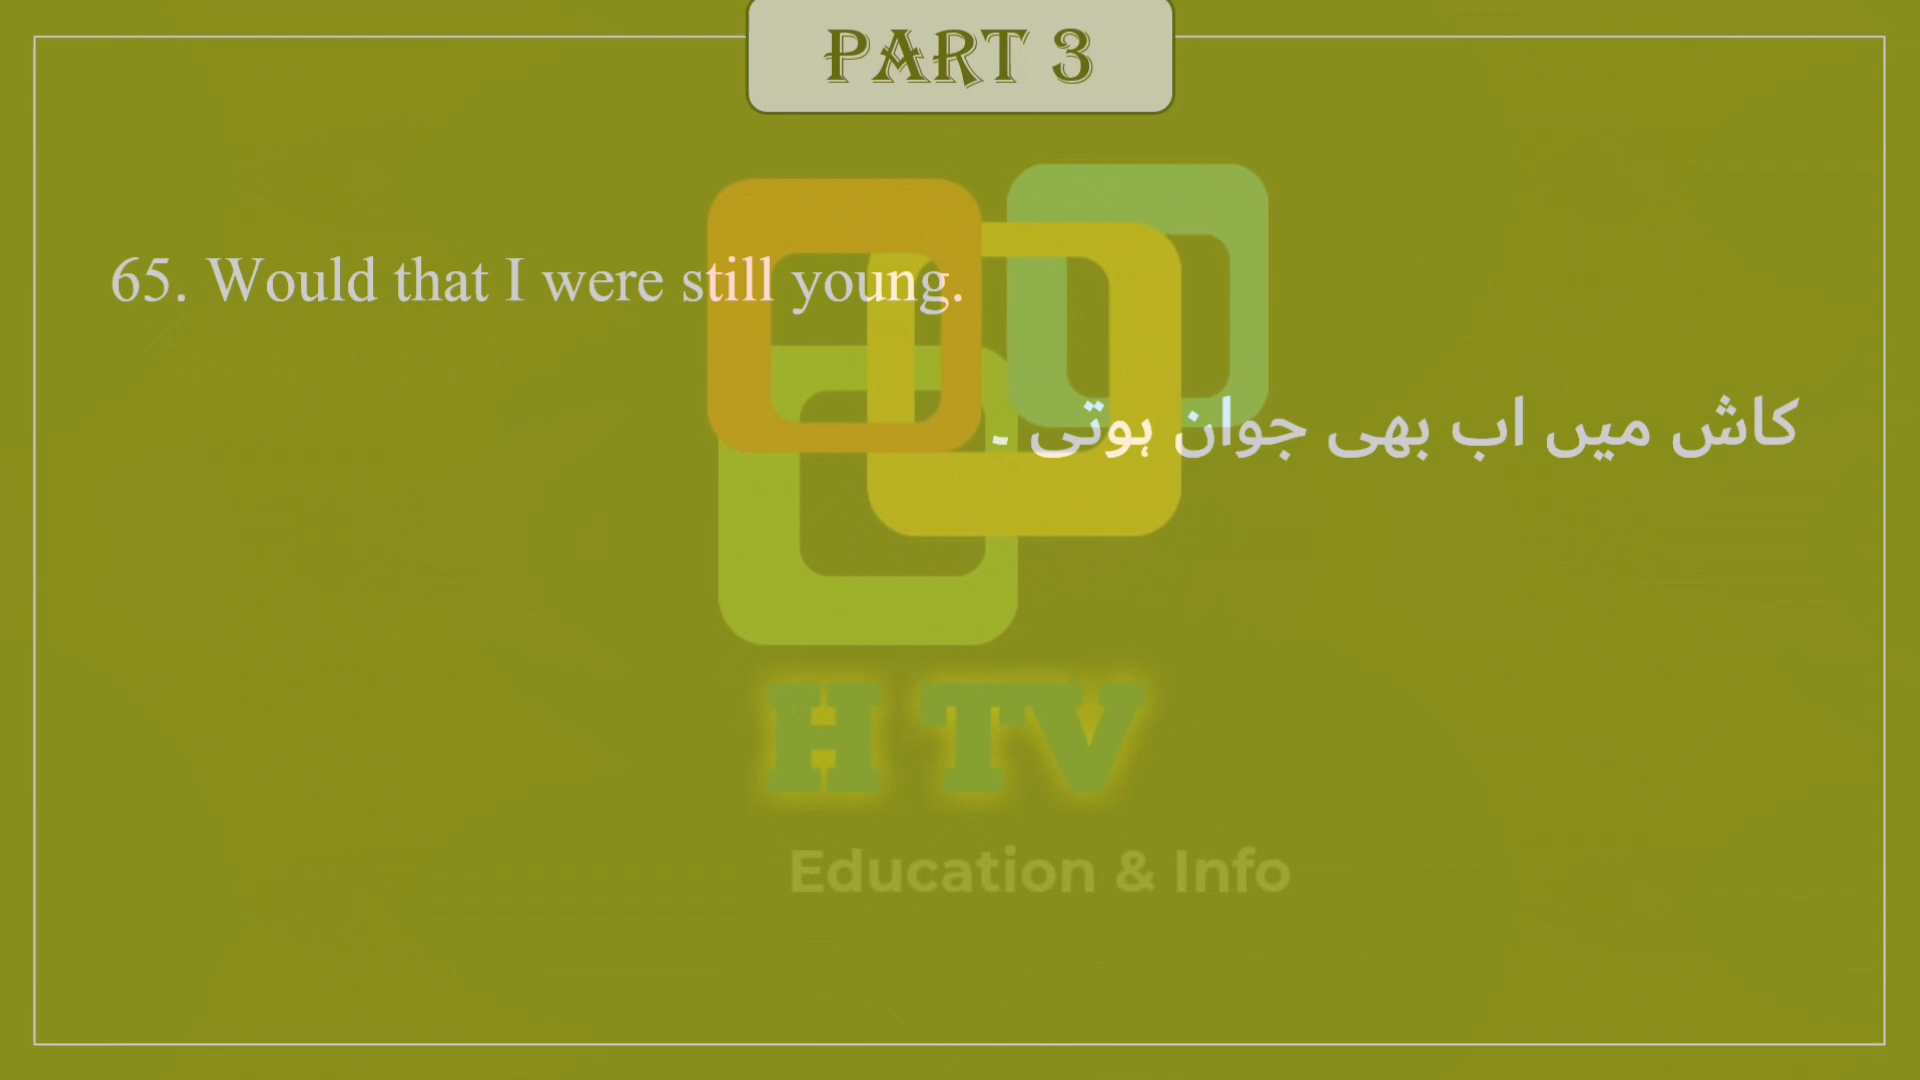 PART 3
65. Would that I were still young.
کاش میں اب بھی جوان ہوتی ۔
H TV
Education & Info